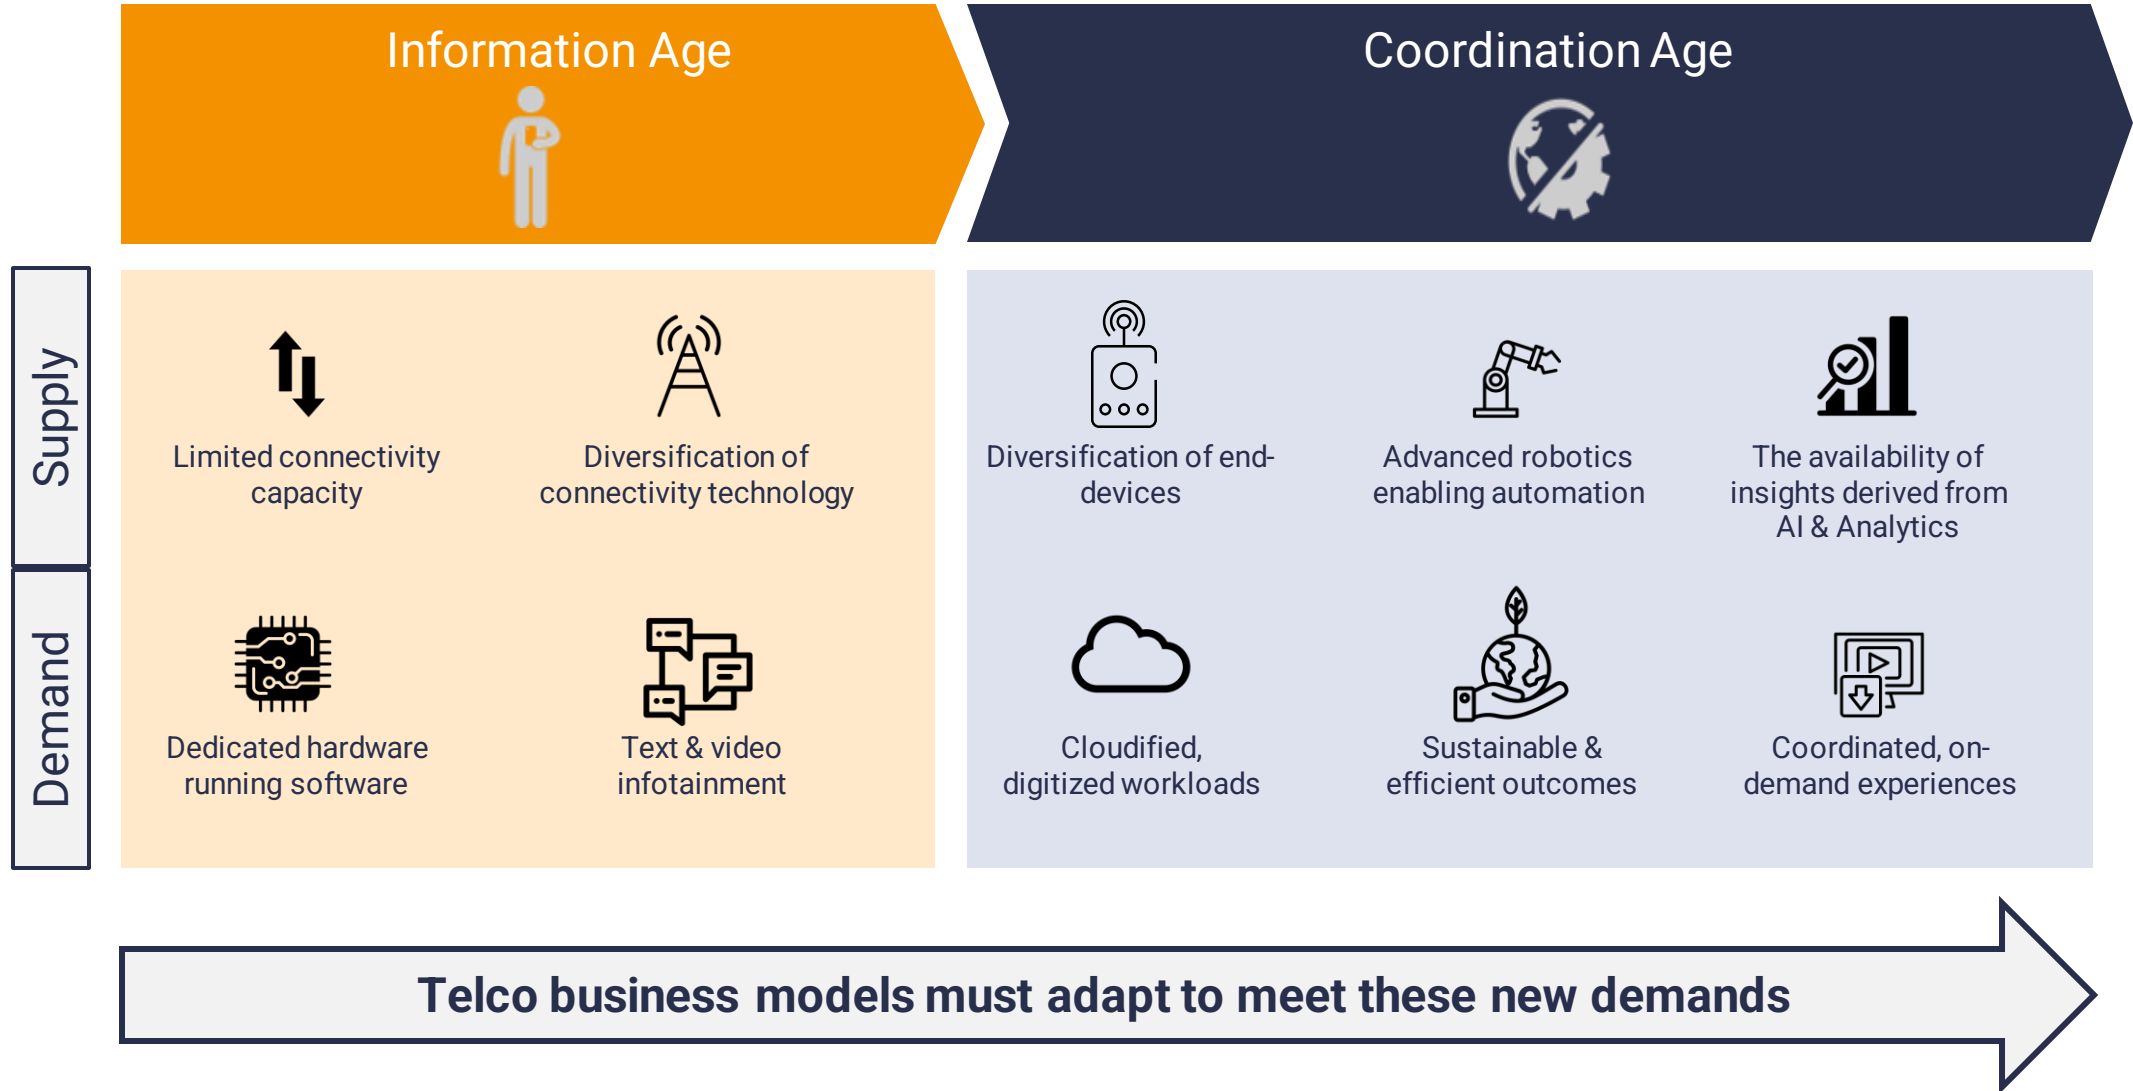 Information Age
Coordination Age
Supply
Limited connectivity
capacity
Diversification of
connectivity technology
Diversification of end-
devices
Advanced robotics
enabling automation
The availability of
insights derived from
AI & Analytics
Demand
Dedicated hardware
running software
Text & video
infotainment
Cloudified,
digitized workloads
Sustainable &
efficient outcomes
Coordinated, on-
demand experiences
Telco business models must adapt to meet these new demands